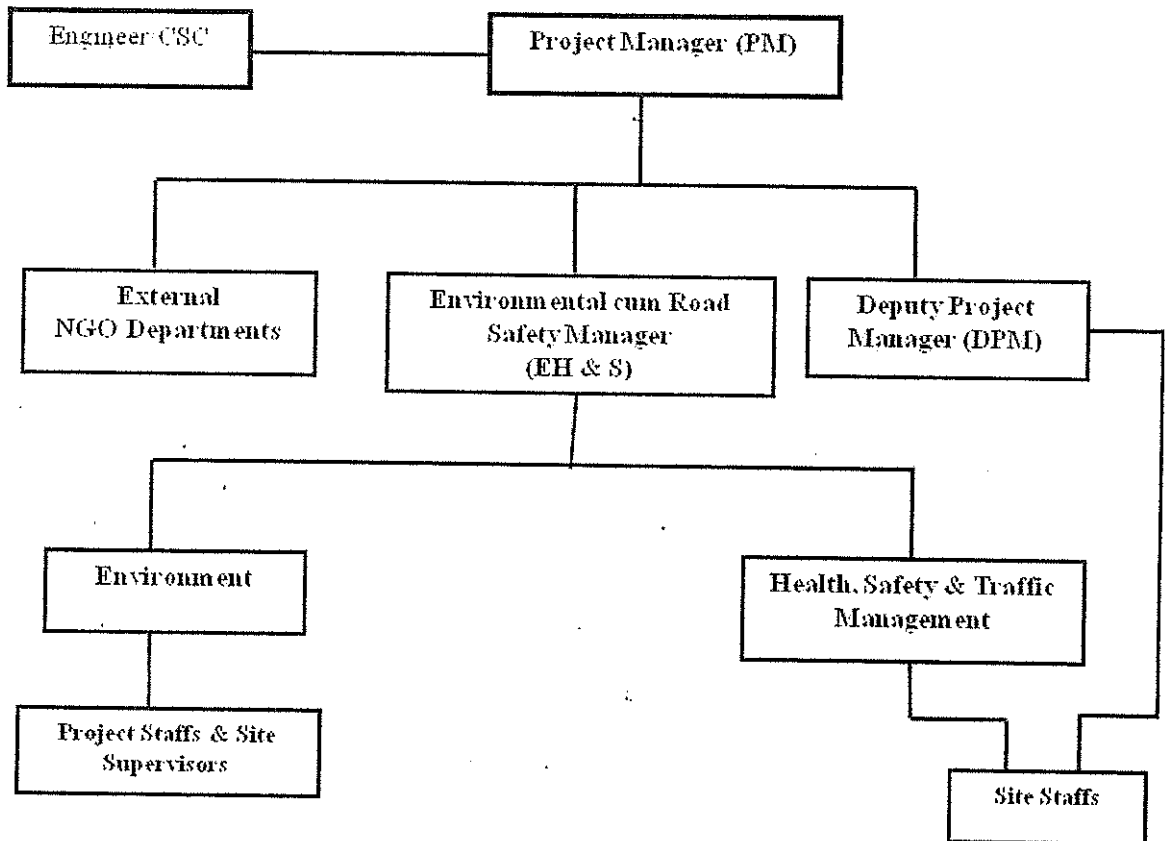 Engineer CSC
Project Manager (PM)
External
NGO Departments
Environmental cum Road
Safety Manager
(EH & S)
Deputy Project
Manager (DPM)
Environment
Health, Safety & Traffic
Management
Project Staffs & Site
Supervisors
Site Staffs